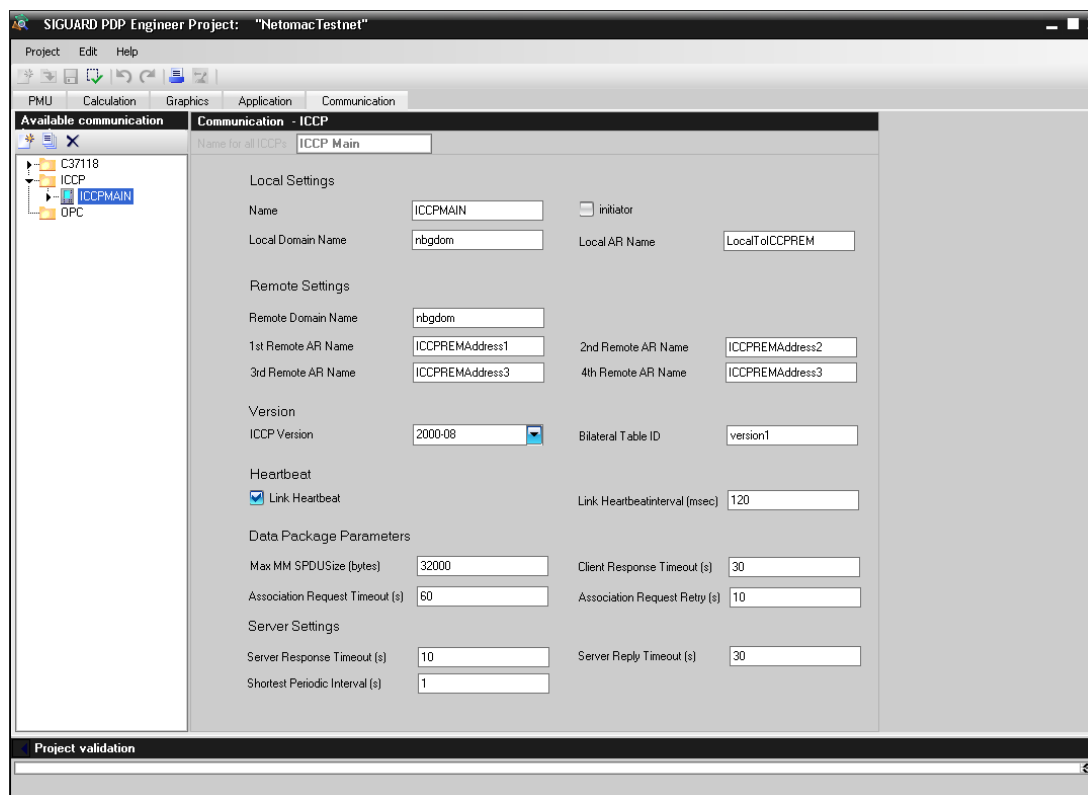 SIGUARD PDP Engineer Project: "NetomacTestnet"
Project Edit Help
PMU Calculation Graphics Application Communication
Available communication
C37118
ICCP
ICCPMAIN
OPC
Communication - ICCP
Name for all ICCPs ICCP Main
Local Settings
Name ICCPMAIN initiator
Local Domain Name nbgdom Local AR Name LocalToICCPREM
Remote Settings
Remote Domain Name nbgdom
1st Remote AR Name ICCPREMAddress1 2nd Remote AR Name ICCPREMAddress2
3rd Remote AR Name ICCPREMAddress3 4th Remote AR Name ICCPREMAddress3
Version
ICCP Version 2000-08 Bilateral Table ID version1
Heartbeat
Link Heartbeat Link Heartbeatinterval (msec) 120
Data Package Parameters
Max MM SPDUSize (bytes) 32000 Client Response Timeout (s) 30
Association Request Timeout (s) 60 Association Request Retry (s) 10
Server Settings
Server Response Timeout (s) 10 Server Reply Timeout (s) 30
Shortest Periodic Interval (s) 1
Project validation